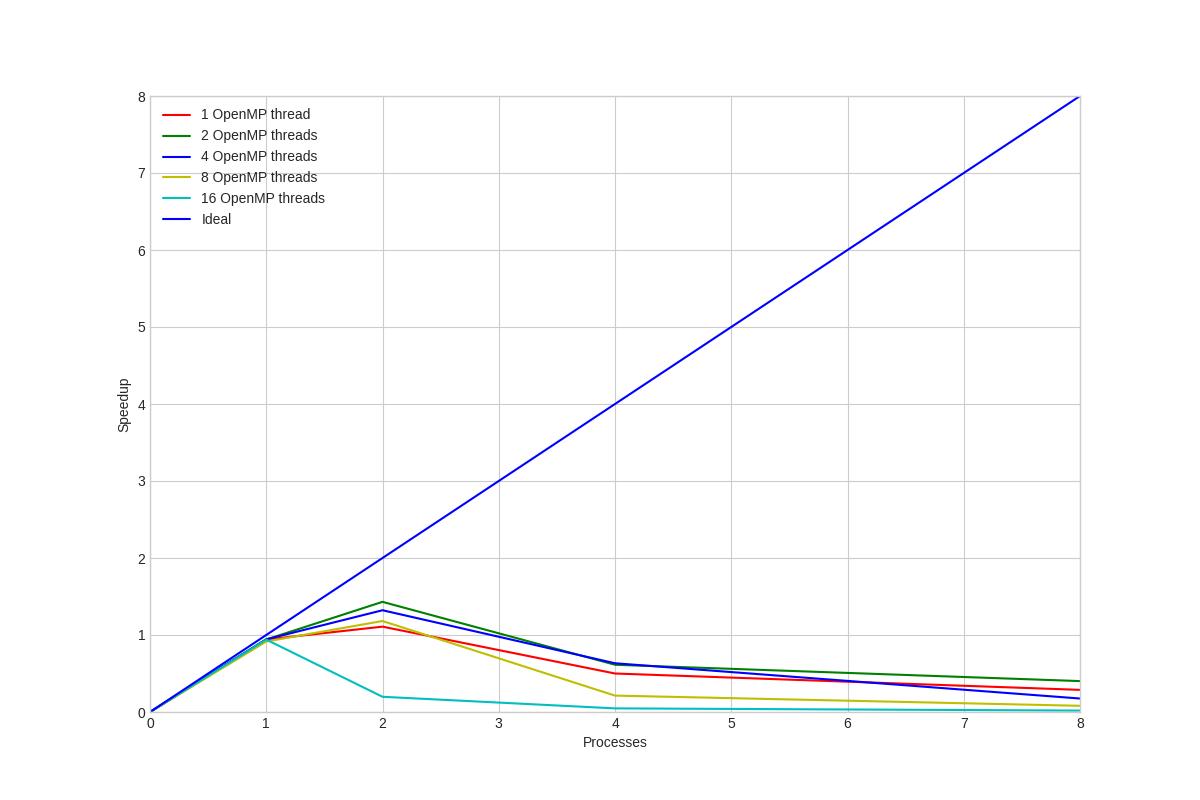 8
7
6
5
4
3
2
1
0
1 OpenMP thread
2 OpenMP threads
4 OpenMP threads
8 OpenMP threads
16 OpenMP threads
Ideal
Speedup
0 1 2 3 4 5 6 7 8
Processes